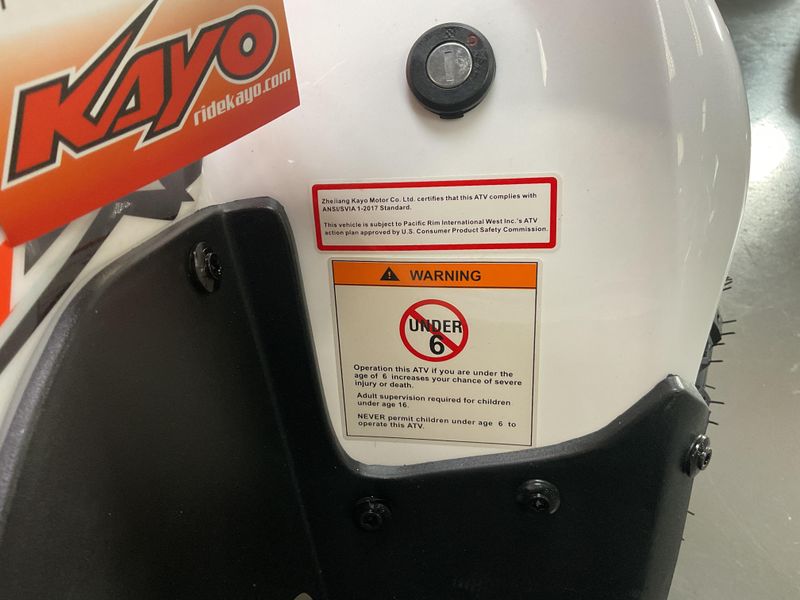 KAYO
ridekayo.com
Zhejiang Kayo Motor Co. Ltd. certifies that this ATV complies with
ANSI/SVIA 1-2017 Standard.
This vehicle is subject to Pacific Rim International West Inc.'s ATV
action plan approved by U.S. Consumer Product Safety Commission.
WARNING
UNDER
6
Operation this ATV if you are under the
age of 6 increases your chance of severe
injury or death.
Adult supervision required for children
under age 16.
NEVER permit children under age 6 to
operate this ATV.